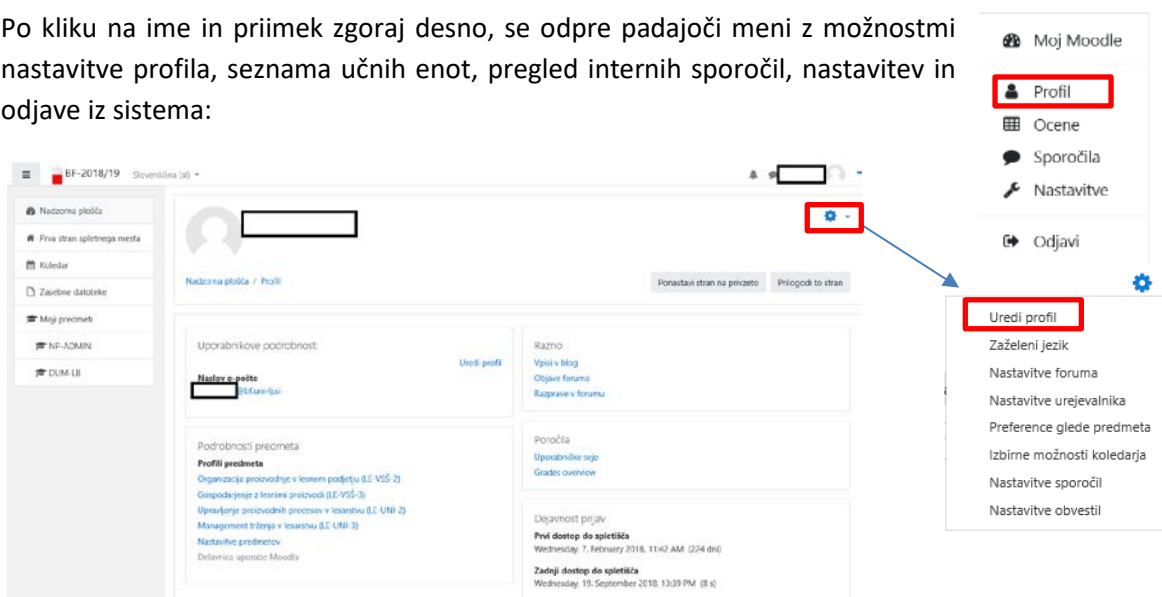 Po kliku na ime in priimek zgoraj desno, se odpre padajoči meni z možnostmi
nastavitve profila, seznama učnih enot, pregled internih sporočil, nastavitev in
odjave iz sistema:
Moj Moodle
Profil
Ocene
Sporočila
Nastavitve
Odjavi
BF-2018/19 Slovenščina (sl)
Nadzorna plošča
Prva stran spletnega mesta
Koledar
Zasebne datoteke
Moji predmeti
NP-ADMIN
DUM-LB
Nadzorna plošča / Profil
Ponastavi stran na privzeto
Prilagodi to stran
Uporabnikove podrobnosti
Uredi profil
Naslov e-pošte
@bf.uni-lj.si
Podrobnosti predmeta
Profili predmeta
Organizacija proizvodnje v lesnem podjetju (LE-VSŠ-2)
Gospodarjenje z lesnimi proizvodi (LE-VSŠ-3)
Upravljanje proizvodnih procesov v lesarstvu (LE-UNI-2)
Management trženja v lesarstvu (LE-UNI-3)
Nastavitve predmetov
Delavnica uporabe Moodla
Razno
Vpisi v blog
Objave foruma
Razprave v forumu
Poročila
Uporabniške seje
Grades overview
Dejavnost prijav
Prvi dostop do spletišča
Wednesday, 7. February 2018, 11:42 AM (224 dni)
Zadnji dostop do spletišča
Wednesday, 19. September 2018, 13:39 PM (8 s)
Uredi profil
Zaželeni jezik
Nastavitve foruma
Nastavitve urejevalnika
Preference glede predmeta
Izbirne možnosti koledarja
Nastavitve sporočil
Nastavitve obvestil